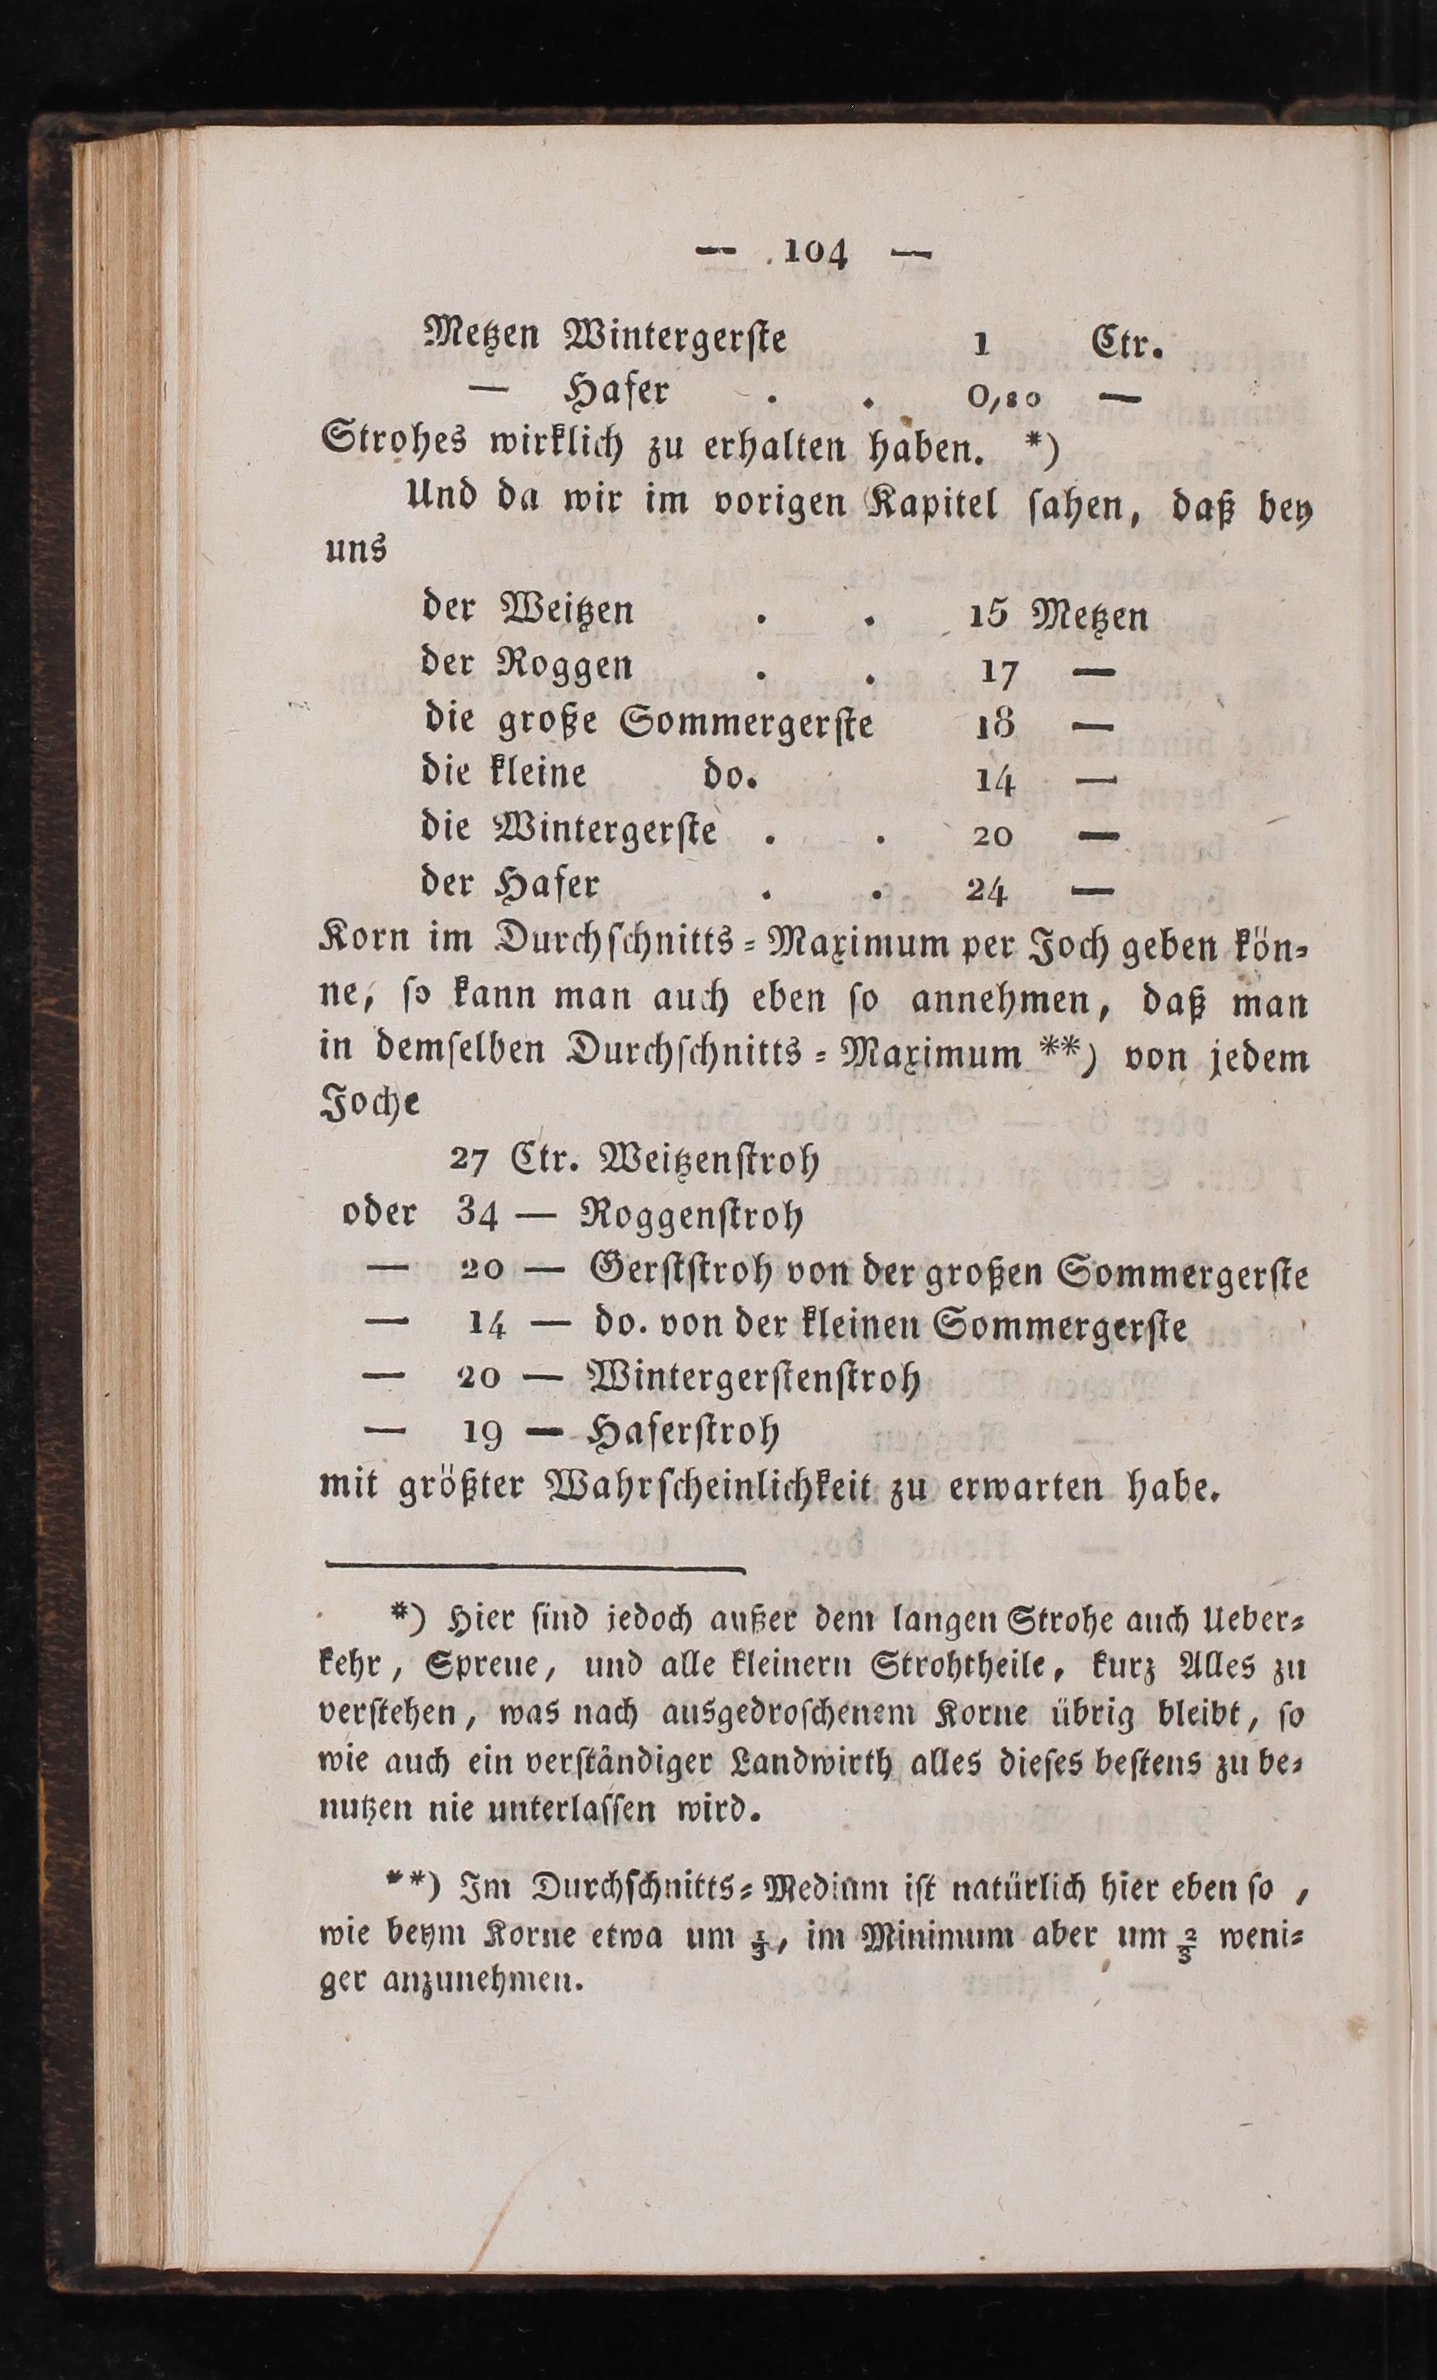 — 104 —
Metzen Wintergerste 1 Ctr.
— Hafer . . 0,80 —
Strohes wirklich zu erhalten haben. *)
Und da wir im vorigen Kapitel sahen, daß bey
uns
der Weitzen . . 15 Metzen
der Roggen . . 17 —
die große Sommergerste 18 —
die kleine do. 14 —
die Wintergerste . . 20 —
der Hafer . . 24 —
Korn im Durchschnitts-Maximum per Joch geben kön-
ne, so kann man auch eben so annehmen, daß man
in demselben Durchschnitts-Maximum **) von jedem
Joche
27 Ctr. Weitzenstroh
oder 34 — Roggenstroh
— 20 — Gerststroh von der großen Sommergerste
— 14 — do. von der kleinen Sommergerste
— 20 — Wintergerstenstroh
— 19 — Haferstroh
mit größter Wahrscheinlichkeit zu erwarten habe.
*) Hier sind jedoch außer dem langen Strohe auch Ueber-
kehr, Spreue, und alle kleinern Strohtheile, kurz Alles zu
verstehen, was nach ausgedroschenem Korne übrig bleibt, so
wie auch ein verständiger Landwirth alles dieses bestens zu be-
nutzen nie unterlassen wird.
**) Im Durchschnitts-Medium ist natürlich hier eben so,
wie beym Korne etwa um 1/3, im Minimum aber um 2/3 weni-
ger anzunehmen.